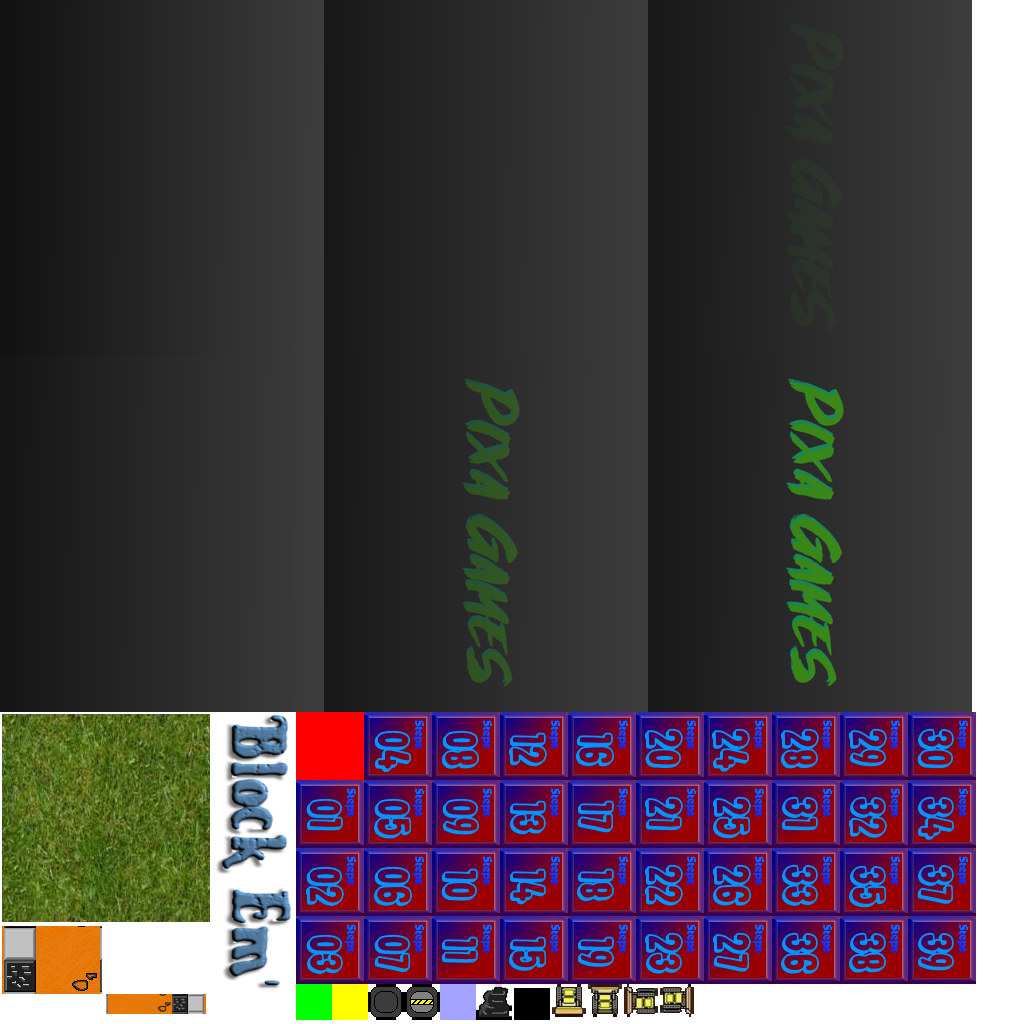 PIXA GAMES
PIXA GAMES
PIXA GAMES
Block Em'
Steps 04
Steps 08
Steps 12
Steps 16
Steps 20
Steps 24
Steps 28
Steps 29
Steps 30
Steps 01
Steps 05
Steps 09
Steps 13
Steps 17
Steps 21
Steps 25
Steps 31
Steps 32
Steps 34
Steps 02
Steps 06
Steps 10
Steps 14
Steps 18
Steps 22
Steps 26
Steps 33
Steps 35
Steps 37
Steps 03
Steps 07
Steps 11
Steps 15
Steps 19
Steps 23
Steps 27
Steps 36
Steps 38
Steps 39